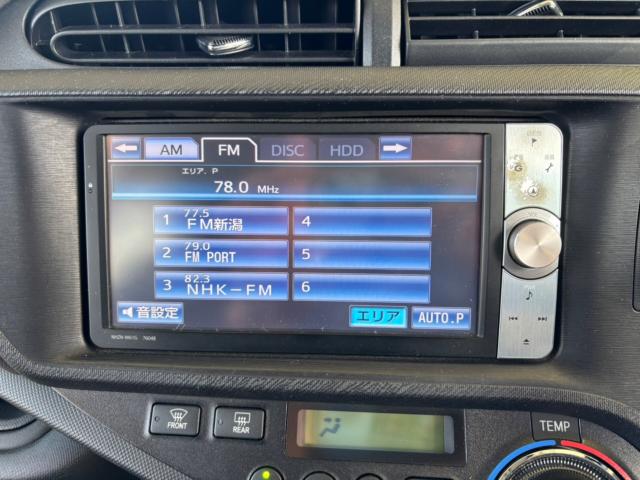 AM FM DISC HDD
エリア. P
78.0 MHz
1 77.5 FM新潟
4
2 79.0 FM PORT
5
3 82.3 NHK-FM
6
音設定 エリア AUTO.P
FRONT
REAR
TEMP